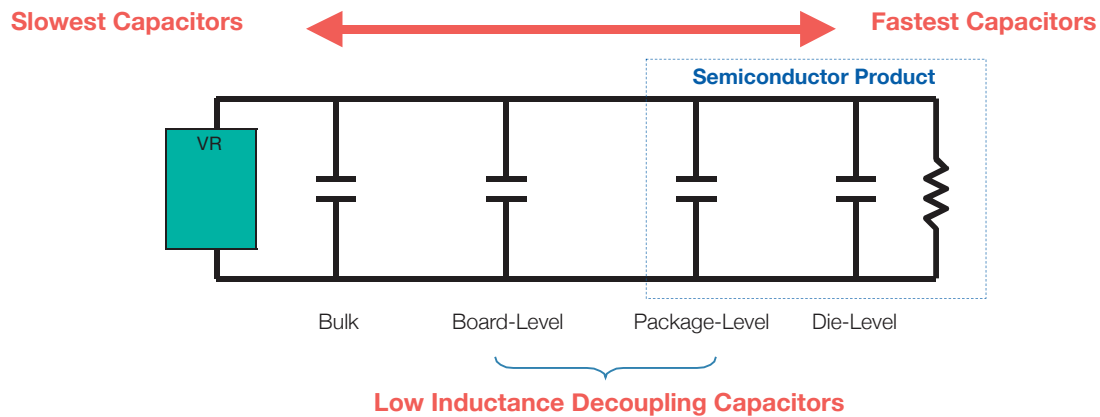 Slowest Capacitors
Fastest Capacitors
Semiconductor Product
VR
Bulk
Board-Level
Package-Level
Die-Level
Low Inductance Decoupling Capacitors